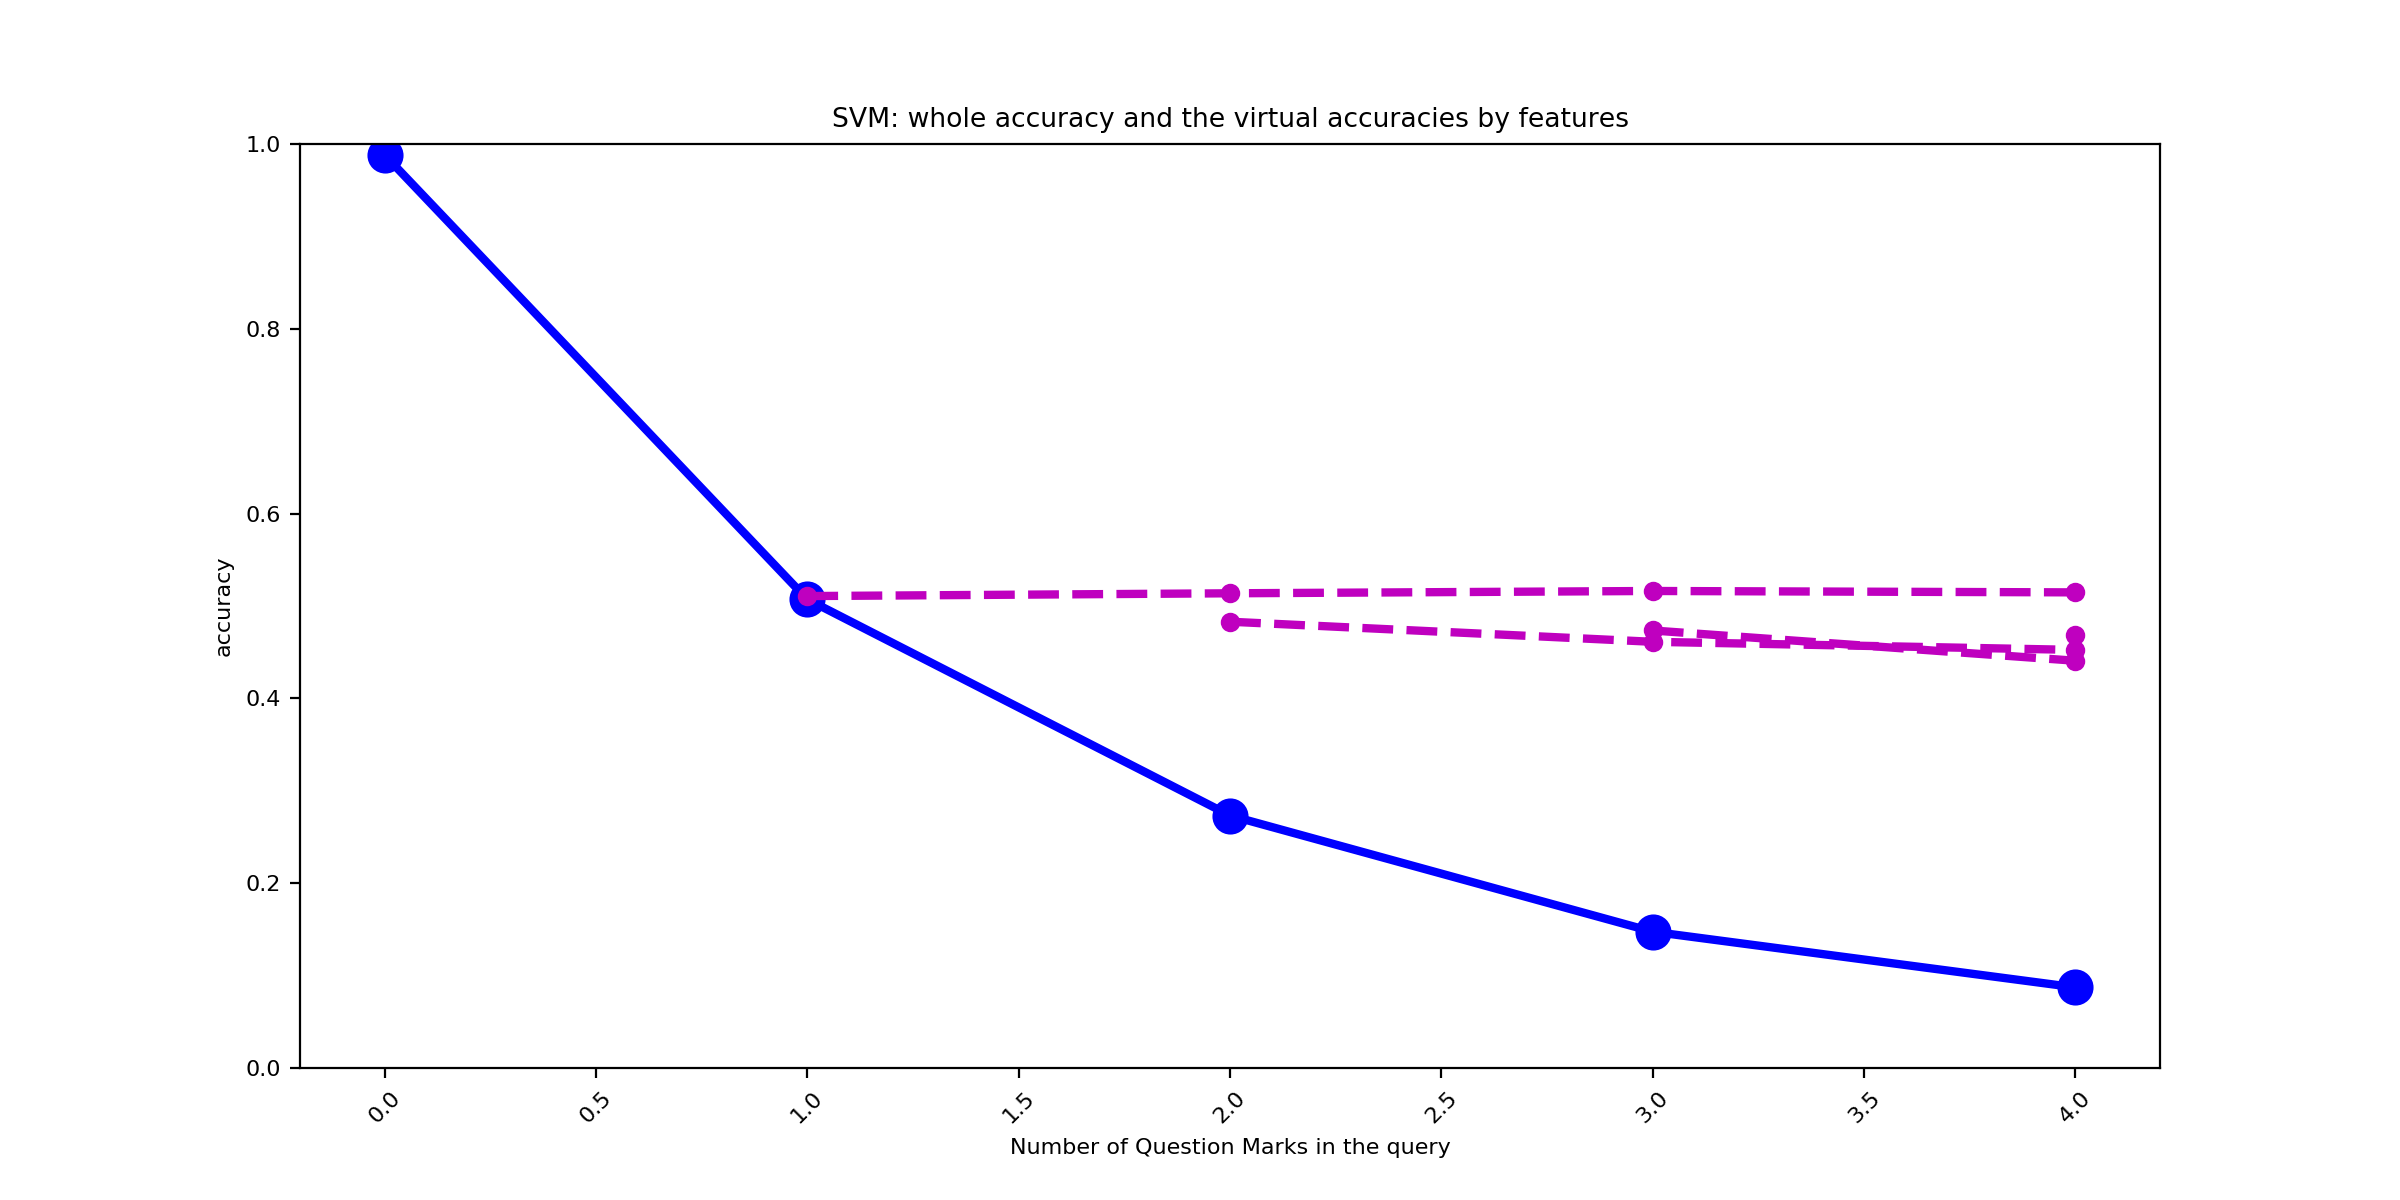 SVM: whole accuracy and the virtual accuracies by features
1.0
0.8
0.6
0.4
0.2
0.0
accuracy
0.0 0.5 1.0 1.5 2.0 2.5 3.0 3.5 4.0
Number of Question Marks in the query